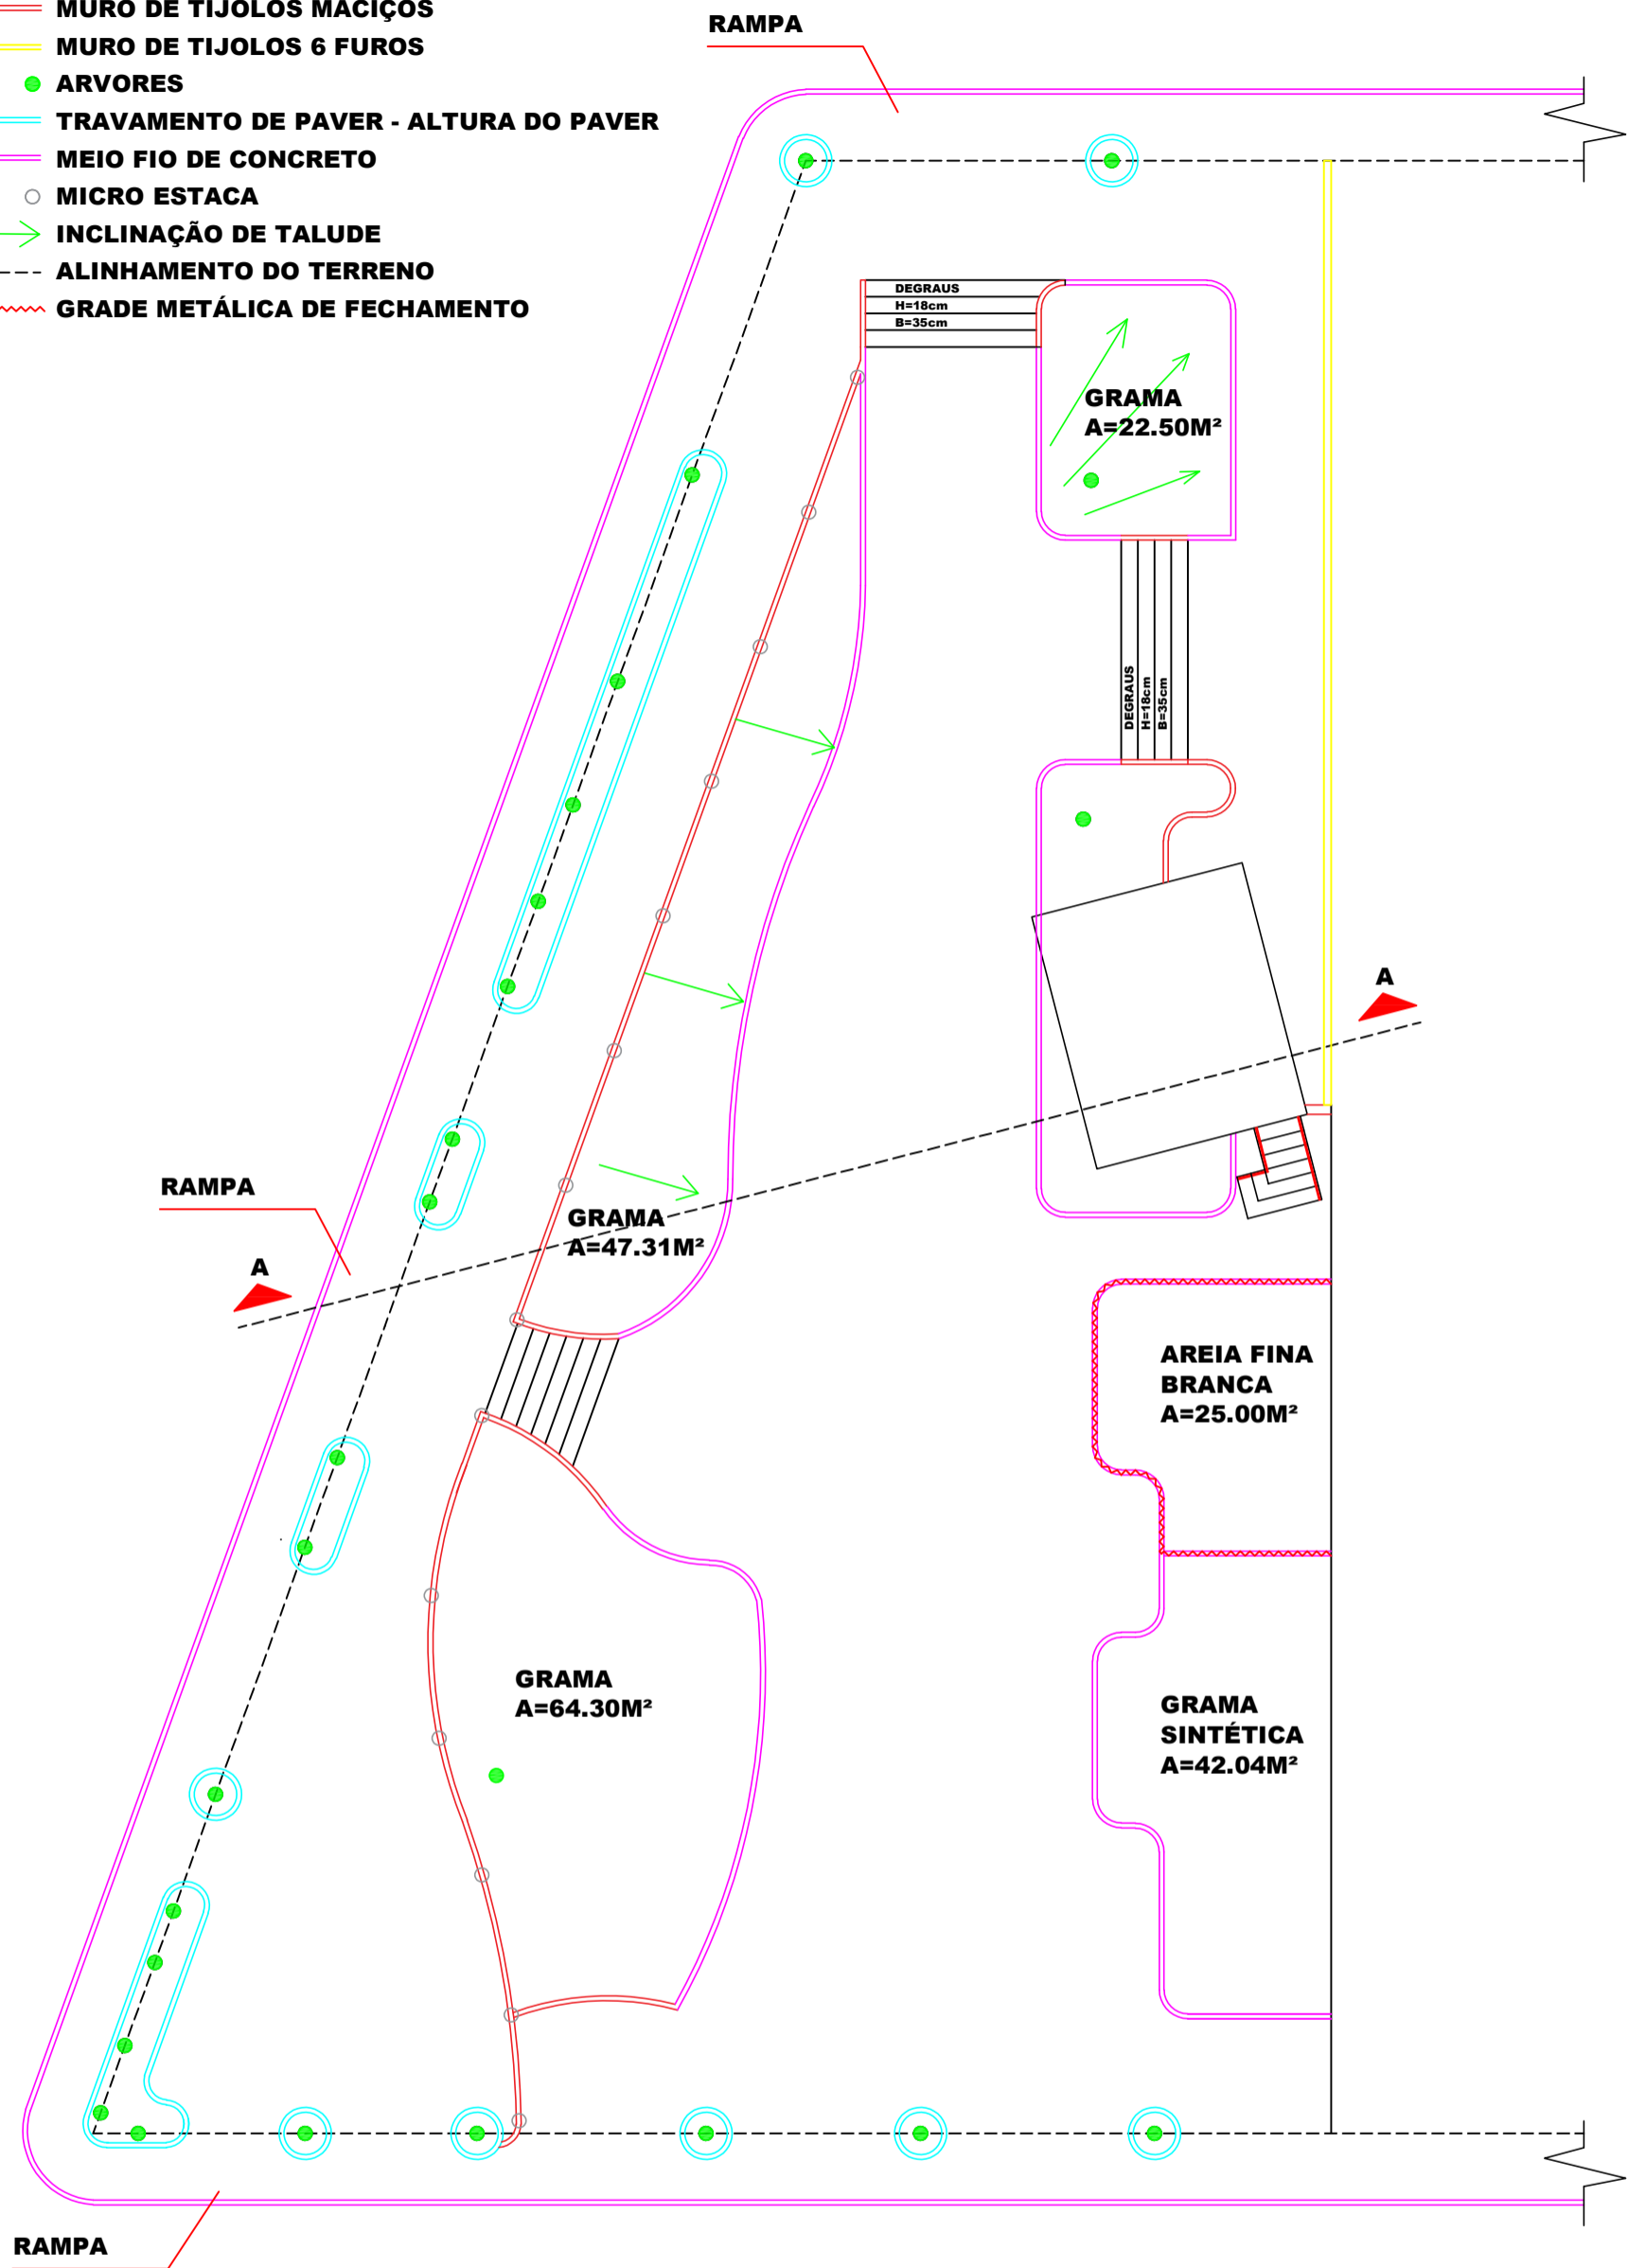 MURO DE TIJOLOS MACIÇOS
MURO DE TIJOLOS 6 FUROS
ARVORES
TRAVAMENTO DE PAVER - ALTURA DO PAVER
MEIO FIO DE CONCRETO
MICRO ESTACA
INCLINAÇÃO DE TALUDE
ALINHAMENTO DO TERRENO
GRADE METÁLICA DE FECHAMENTO
RAMPA
DEGRAUS
H=18cm
B=35cm
GRAMA
A=22.50M²
DEGRAUS
H=18cm
B=35cm
A
RAMPA
A
GRAMA
A=47.31M²
AREIA FINA
BRANCA
A=25.00M²
GRAMA
A=64.30M²
GRAMA
SINTÉTICA
A=42.04M²
RAMPA